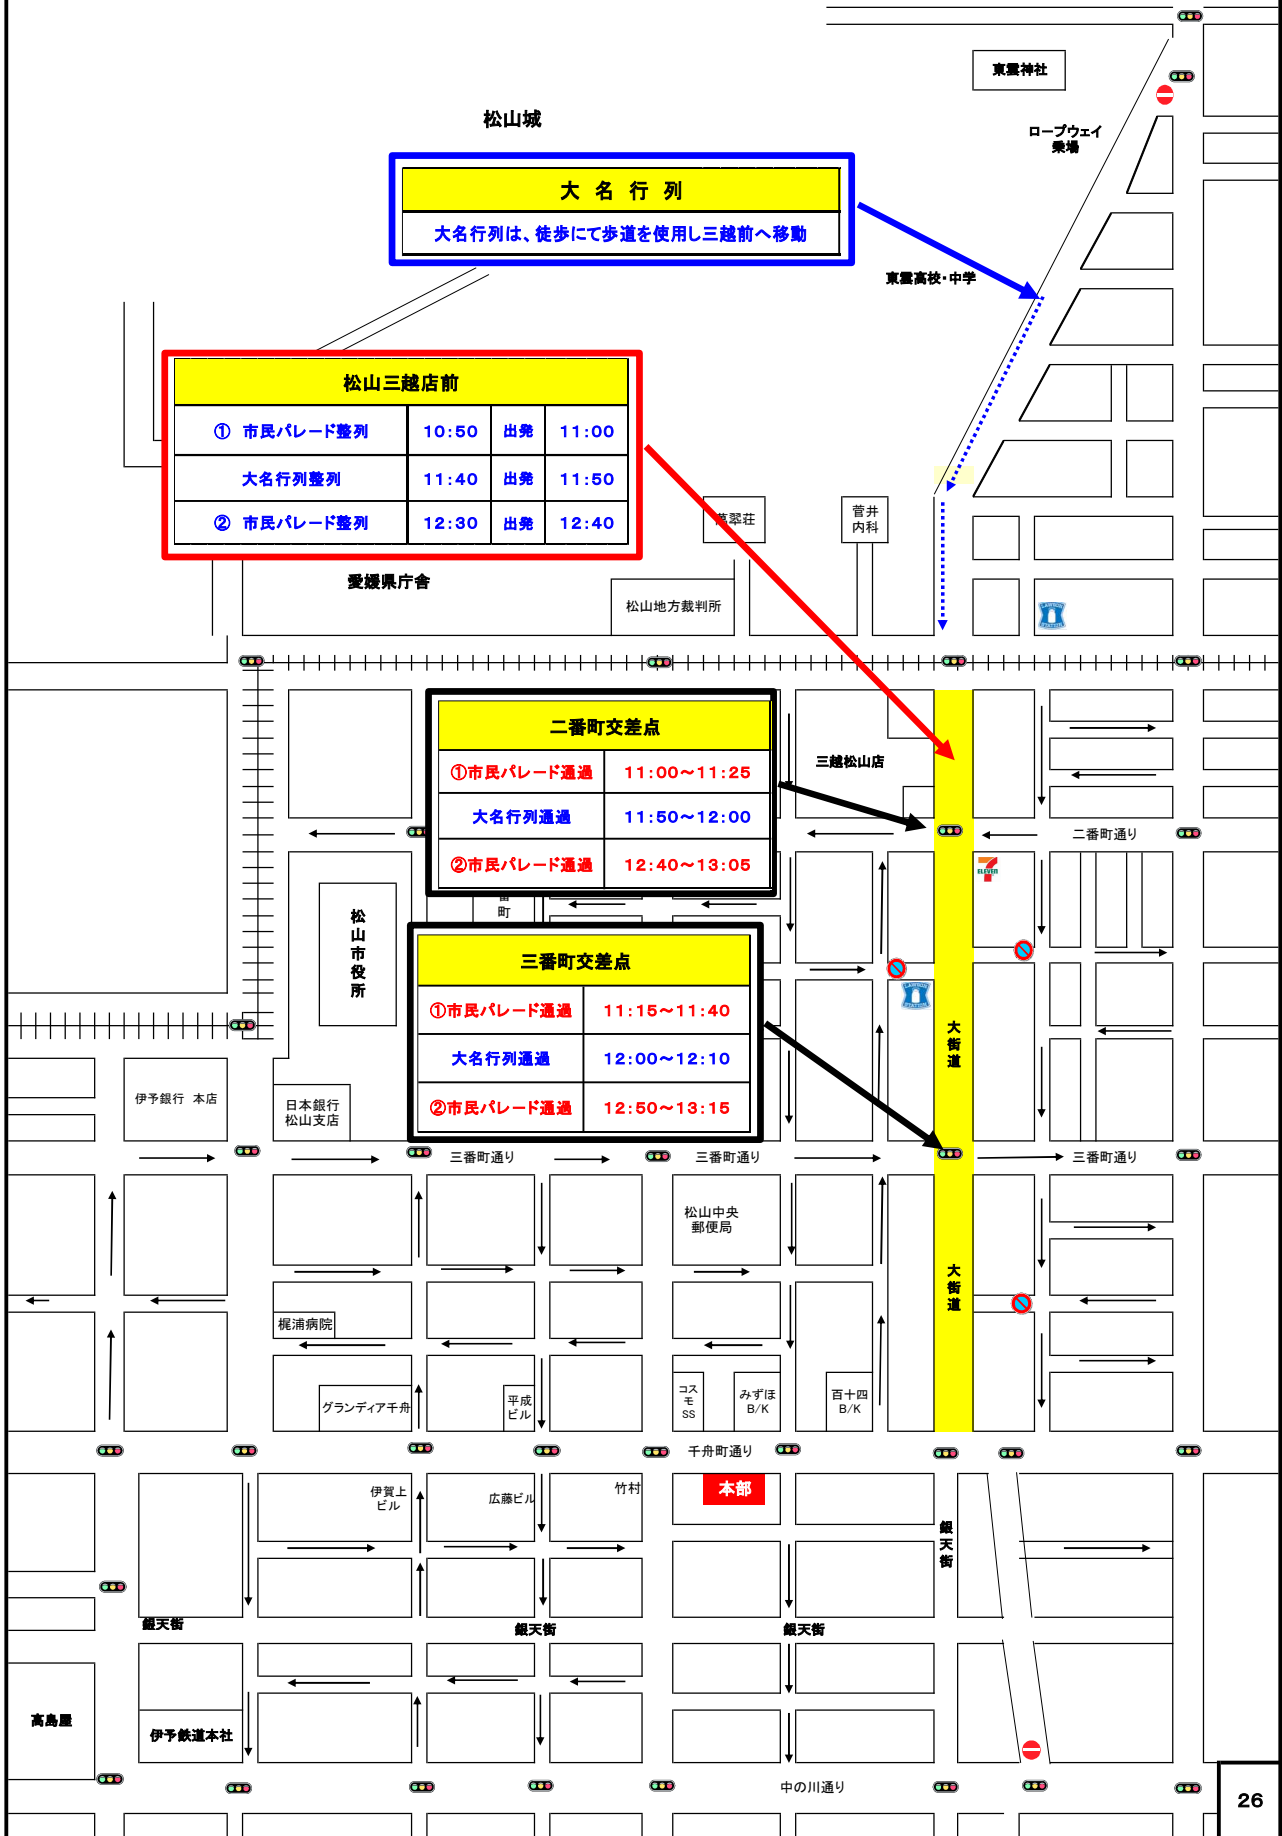 東雲神社
ロープウェイ
乗場
松山城
大 名 行 列
大名行列は、徒歩にて歩道を使用し三越前へ移動
東雲高校・中学
松山三越店前
① 市民パレード整列 10:50 出発 11:00
大名行列整列 11:40 出発 11:50
② 市民パレード整列 12:30 出発 12:40
萬翠荘
菅井
内科
愛媛県庁舎
松山地方裁判所
LAWSON
STATION
二番町交差点
①市民パレード通過 11:00～11:25
大名行列通過 11:50～12:00
②市民パレード通過 12:40～13:05
三越松山店
二番町通り
7
ELEVEN
松山市役所
番町
三番町交差点
①市民パレード通過 11:15～11:40
大名行列通過 12:00～12:10
②市民パレード通過 12:50～13:15
LAWSON
STATION
大街道
伊予銀行 本店
日本銀行
松山支店
三番町通り
三番町通り
三番町通り
松山中央
郵便局
大街道
梶浦病院
グランディア千舟
平成
ビル
コス
モ
SS
みずほ
B/K
百十四
B/K
千舟町通り
本部
伊賀上
ビル
広藤ビル
竹村
銀天街
銀天街
銀天街
銀天街
高島屋
伊予鉄道本社
中の川通り
26